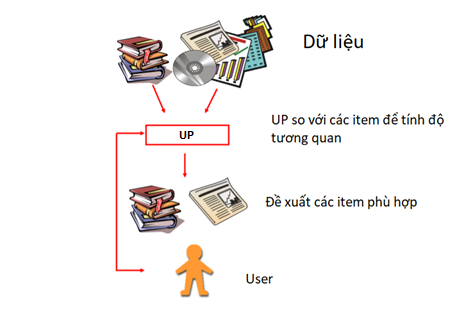 Dữ liệu
UP
UP so với các item để tính độ
tương quan
Đề xuất các item phù hợp
User